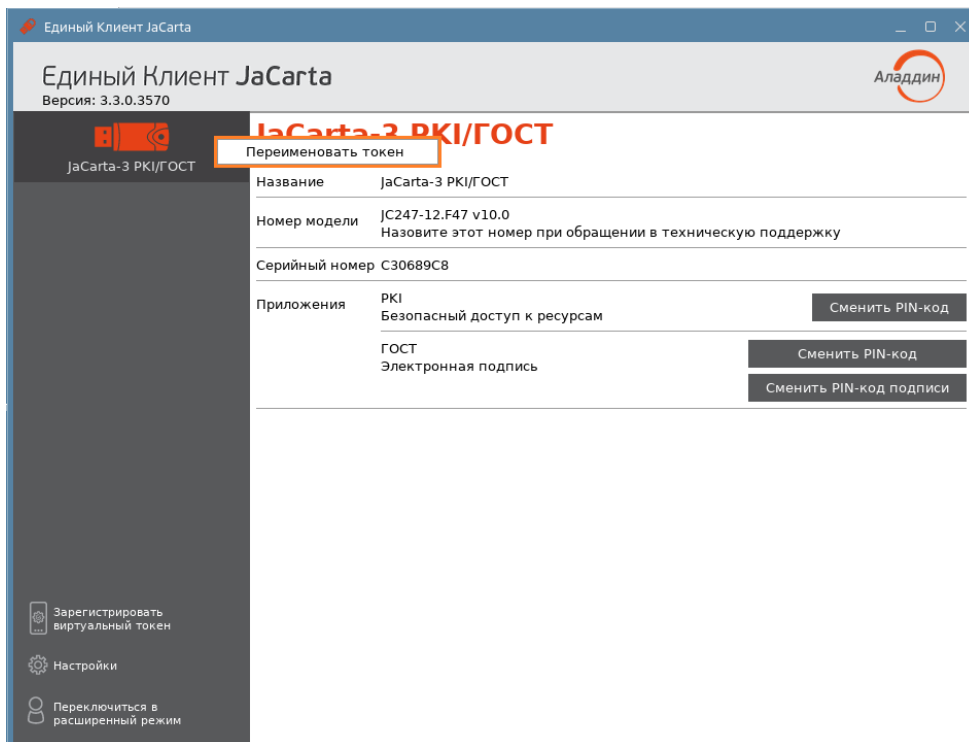 Единый Клиент JaCarta
Единый Клиент JaCarta
Версия: 3.3.0.3570
Аладдин
JaCarta-3 PKI/ГОСТ
JaCarta-3 PKI/ГОСТ
Переименовать токен
Название JaCarta-3 PKI/ГОСТ
Номер модели JC247-12.F47 v10.0
Назовите этот номер при обращении в техническую поддержку
Серийный номер C30689C8
Приложения PKI
Безопасный доступ к ресурсам
Сменить PIN-код
ГОСТ
Электронная подпись
Сменить PIN-код
Сменить PIN-код подписи
Зарегистрировать
виртуальный токен
Настройки
Переключиться в
расширенный режим